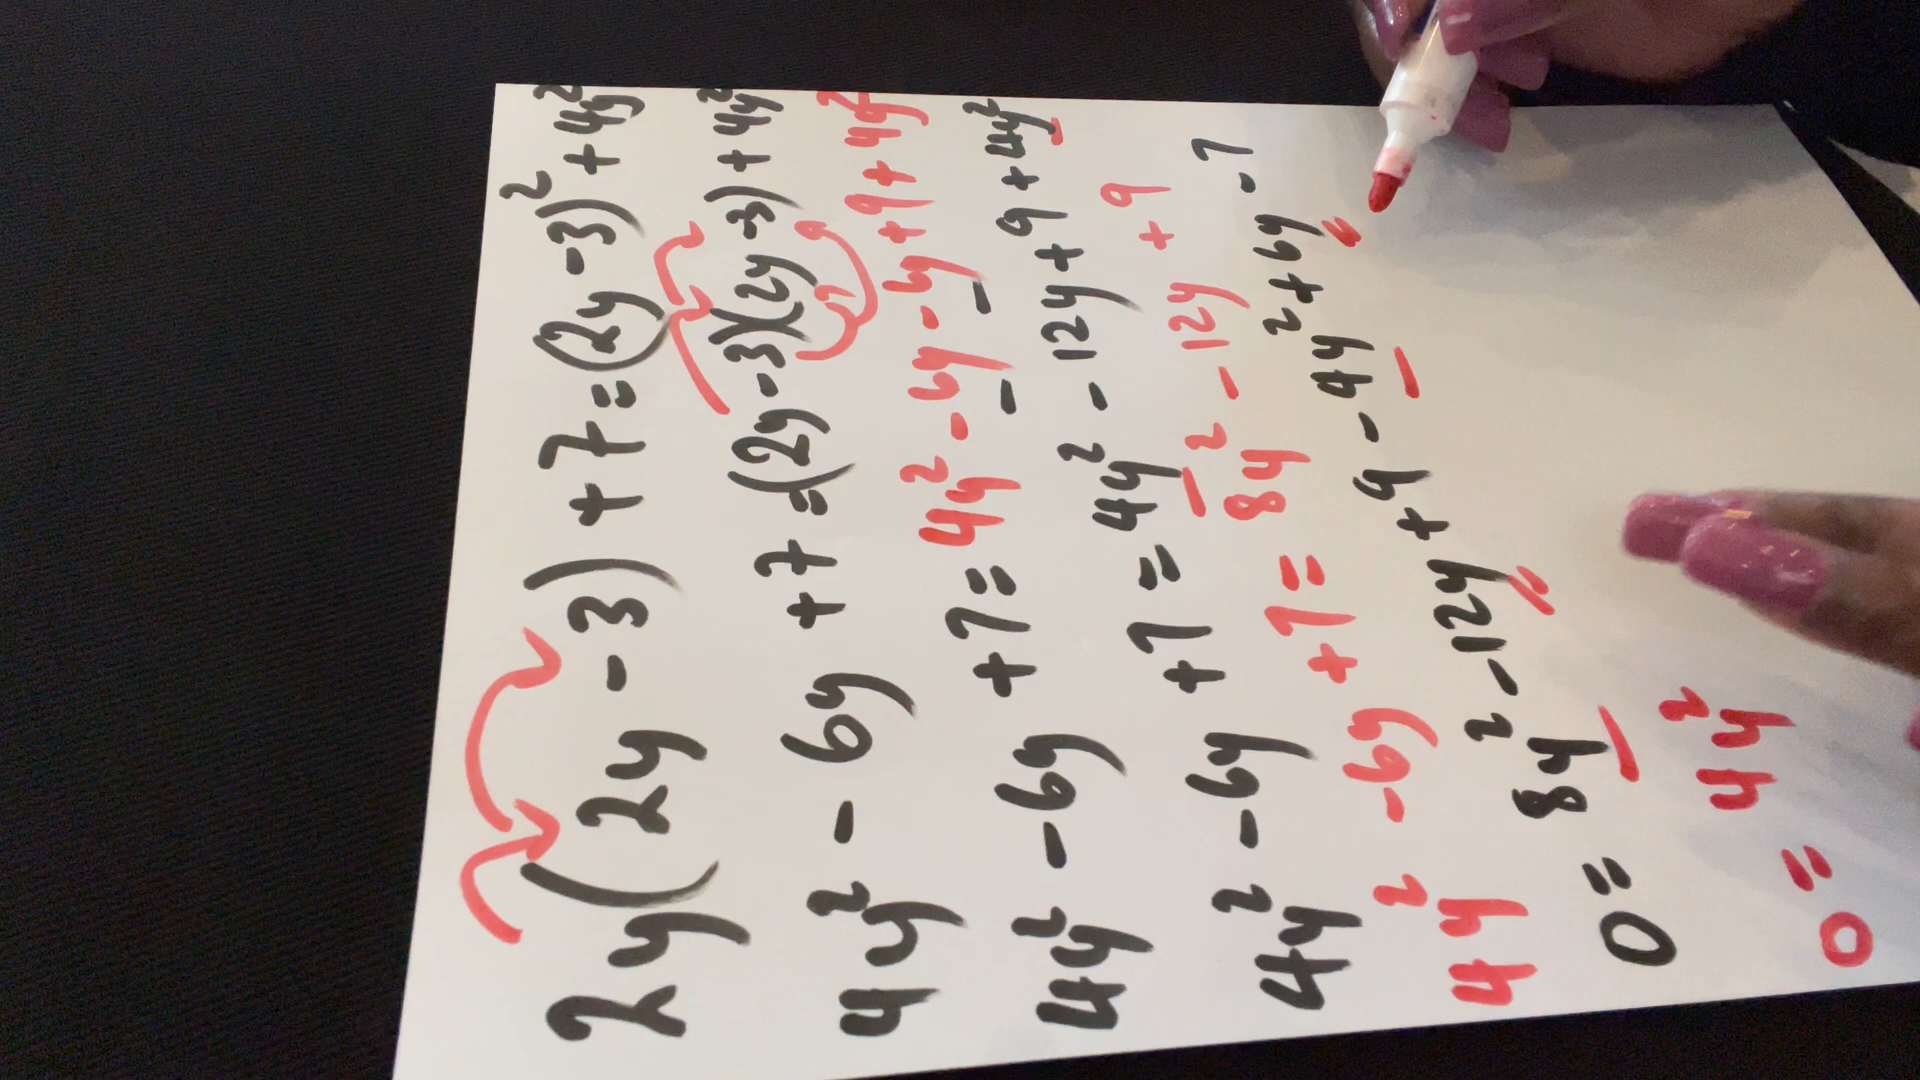 2y(2y - 3) + 7 = (2y - 3)² + 4y²
4y² - 6y + 7 = (2y - 3)(2y - 3) + 4y²
4y² - 6y + 7 = 4y² - 6y - 6y + 9 + 4y²
4y² - 6y + 7 = 4y² - 12y + 9 + 4y²
4y² - 6y + 7 = 8y² - 12y + 9
0 = 8y² - 12y + 9 - 4y² + 6y - 7
0 = 4y²